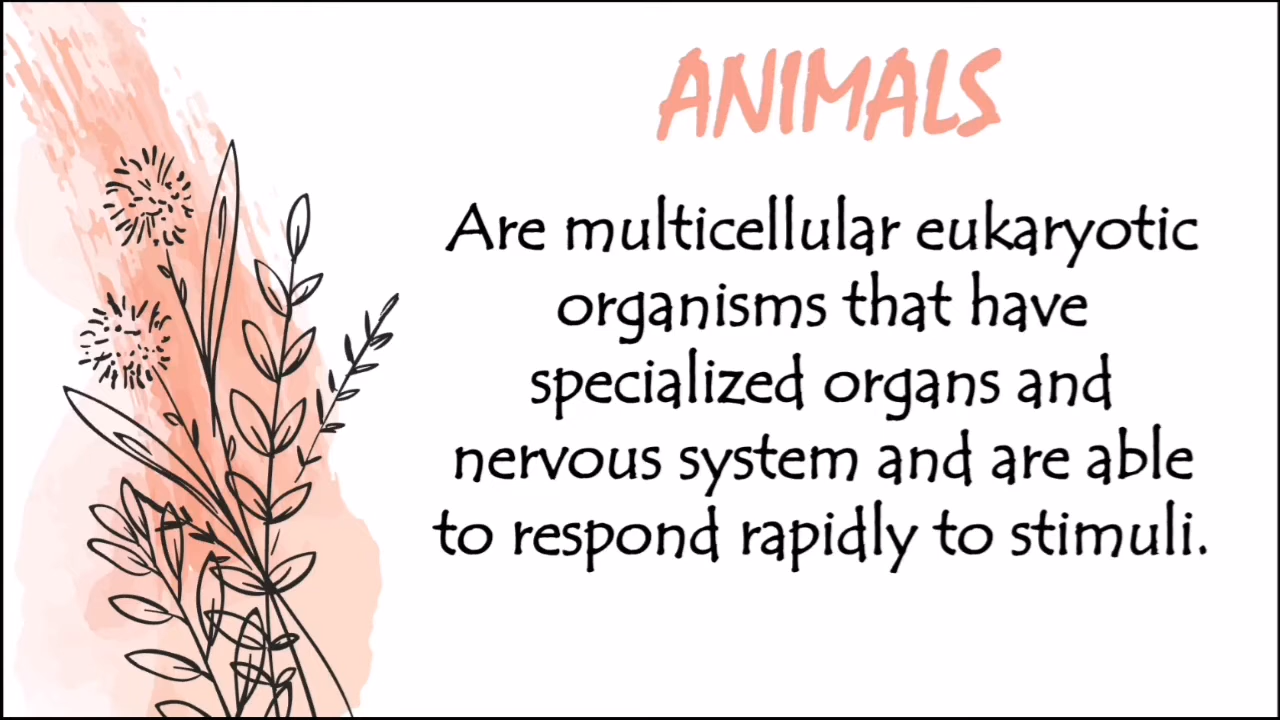 ANIMALS
Are multicellular eukaryotic
organisms that have
specialized organs and
nervous system and are able
to respond rapidly to stimuli.